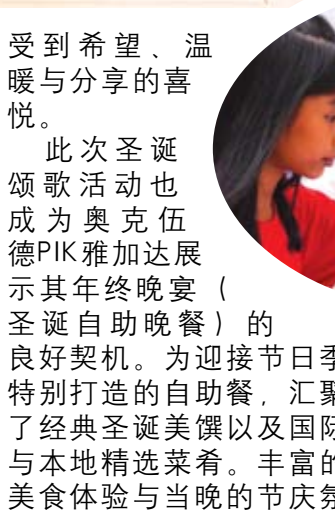 受到希望、温
暖与分享的喜
悦。
此次圣诞
颂歌活动也
成为奥克伍
德PIK雅加达展
示其年终晚宴（
圣诞自助晚餐）的
良好契机。为迎接节日季
特别打造的自助餐，汇聚
了经典圣诞美馔以及国际
与本地精选菜肴。丰富的
美食体验与当晚的节庆氛